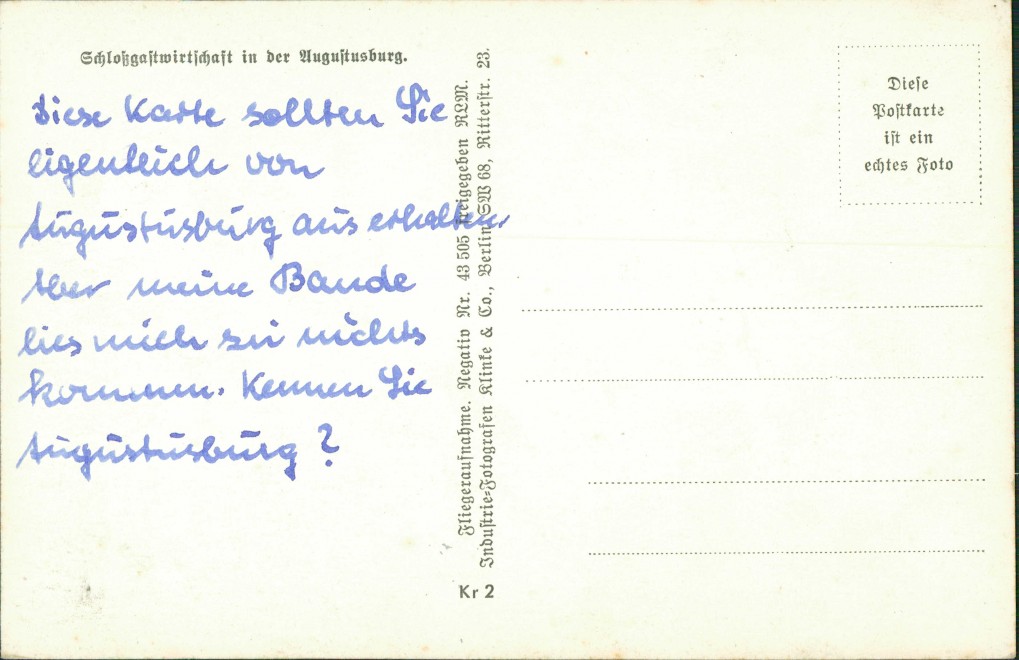 Schloßgastwirtschaft in der Augustusburg.
Diese Karte sollten Sie
eigentlich von
Augustusburg aus erhalten.
Aber meine Bande
lies mich zu nichts
kommen. Kennen Sie
Augustusburg?
Fliegeraufnahme. Negativ Nr. 43 505 freigegeben RLM.
Industrie-Fotografen Klinke & Co., Berlin SW 68, Ritterstr. 23.
Kr 2
Diese
Postkarte
ist ein
echtes Foto